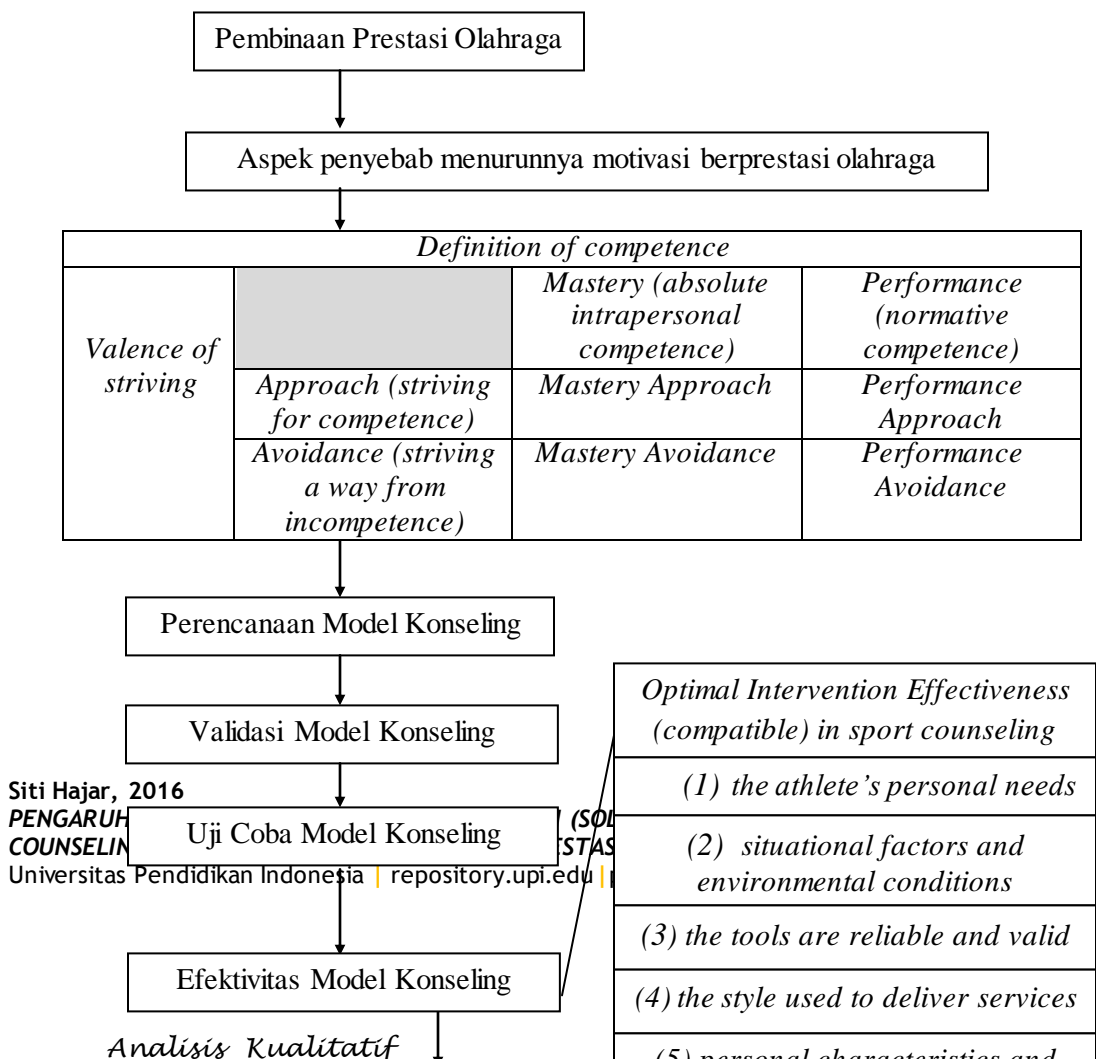 Pembinaan Prestasi Olahraga
Aspek penyebab menurunnya motivasi berprestasi olahraga
Definition of competence
Valence of
striving
Mastery (absolute
intrapersonal
competence)
Performance
(normative
competence)
Approach (striving
for competence)
Mastery Approach
Performance
Approach
Avoidance (striving
a way from
incompetence)
Mastery Avoidance
Performance
Avoidance
Perencanaan Model Konseling
Validasi Model Konseling
Optimal Intervention Effectiveness
(compatible) in sport counseling
(1) the athlete's personal needs
(2) situational factors and
environmental conditions
(3) the tools are reliable and valid
(4) the style used to deliver services
(5) personal characteristics and
Siti Hajar, 2016
PENGARUH
COUNSELIN
Universitas Pendidikan Indonesia | repository.upi.edu |
Uji Coba Model Konseling
Efektivitas Model Konseling
Analisis Kualitatif